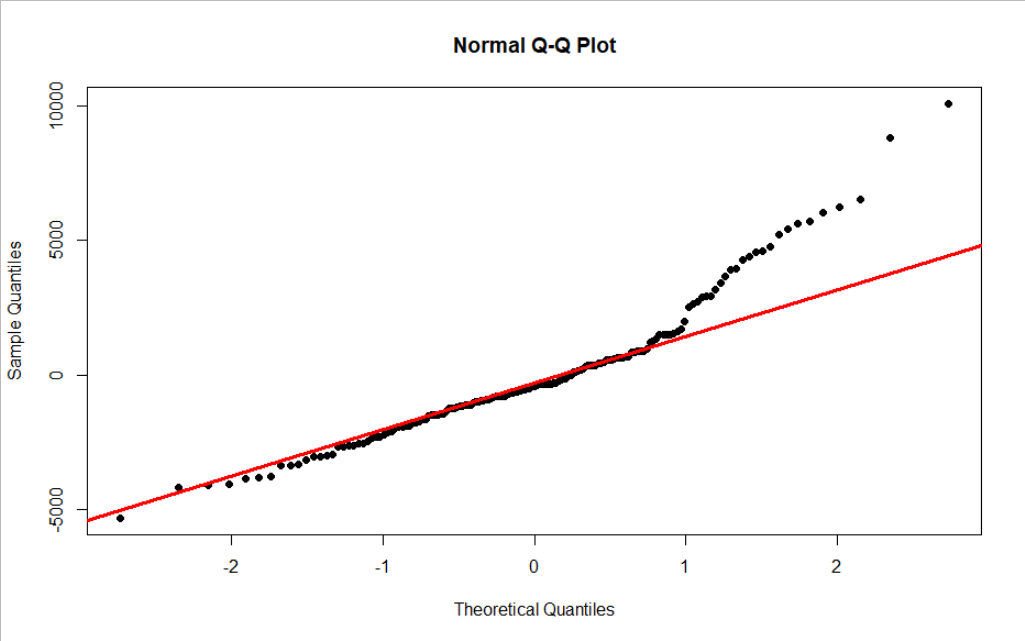 Normal Q-Q Plot
10000
5000
0
-5000
Sample Quantiles
-2 -1 0 1 2
Theoretical Quantiles